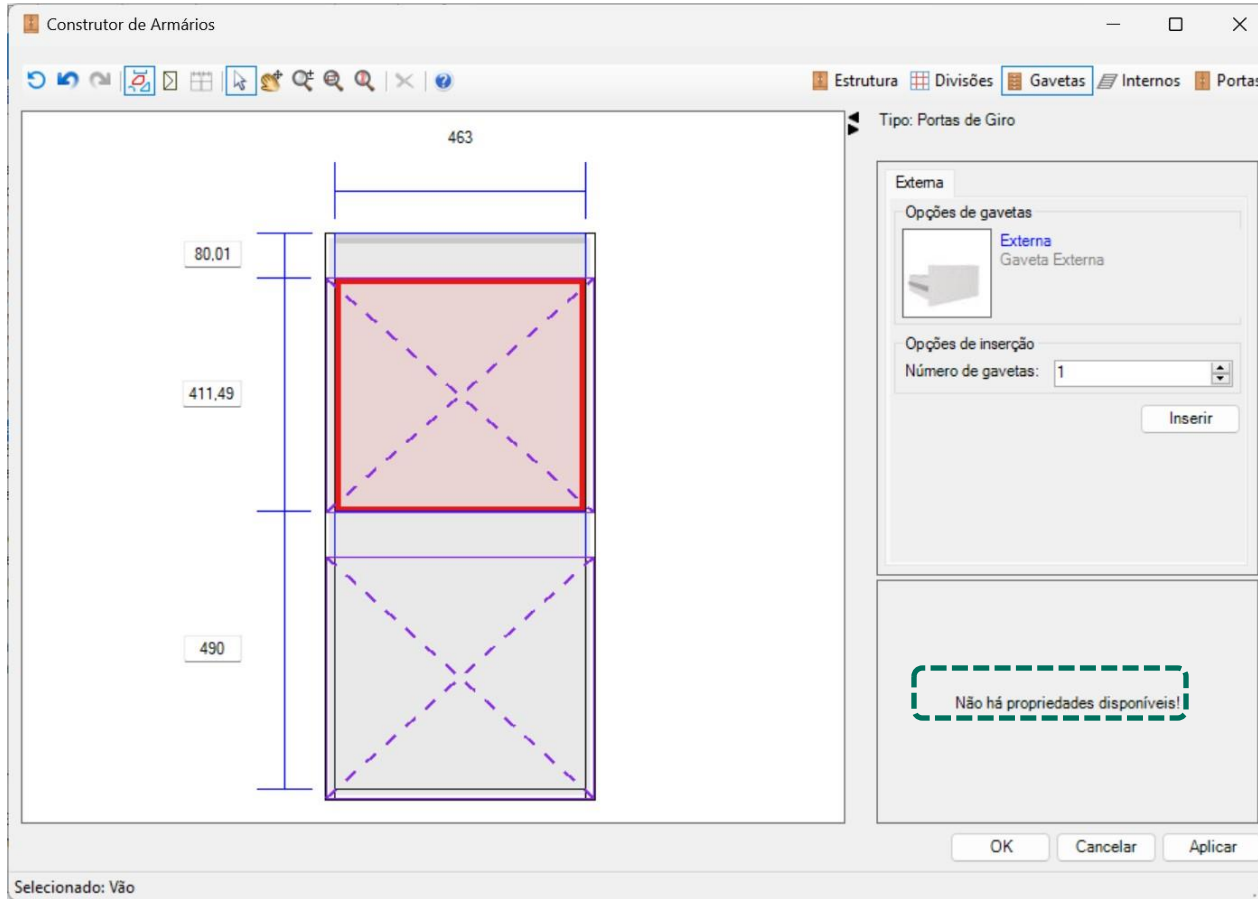 Construtor de Armários
Estrutura Divisões Gavetas Internos Portas
Tipo: Portas de Giro
463
80,01
411,49
490
Externa
Opções de gavetas
Externa
Gaveta Externa
Opções de inserção
Número de gavetas: 1
Inserir
Não há propriedades disponíveis!
OK Cancelar Aplicar
Selecionado: Vão